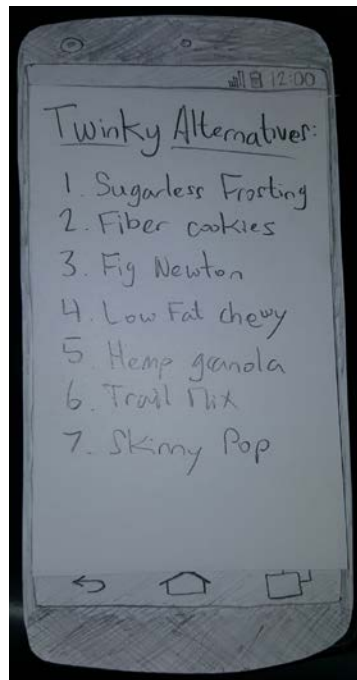 12:00
Twinky Alternatives:
1. Sugarless Frosting
2. Fiber cookies
3. Fig Newton
4. Low Fat chewy
5. Hemp granola
6. Trail Mix
7. Skinny Pop